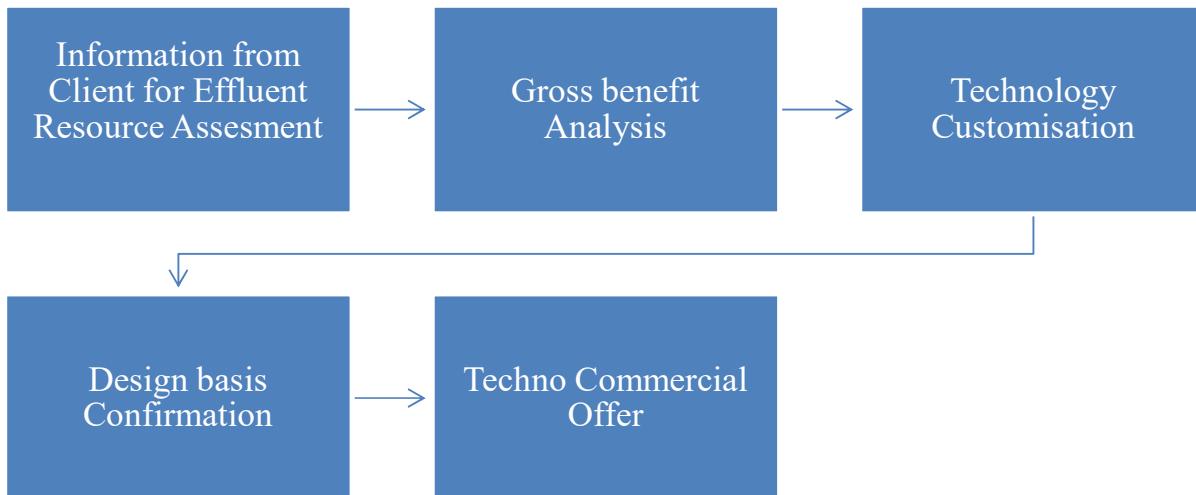 Information from
Client for Effluent
Resource Assesment
Gross benefit
Analysis
Technology
Customisation
Design basis
Confirmation
Techno Commercial
Offer